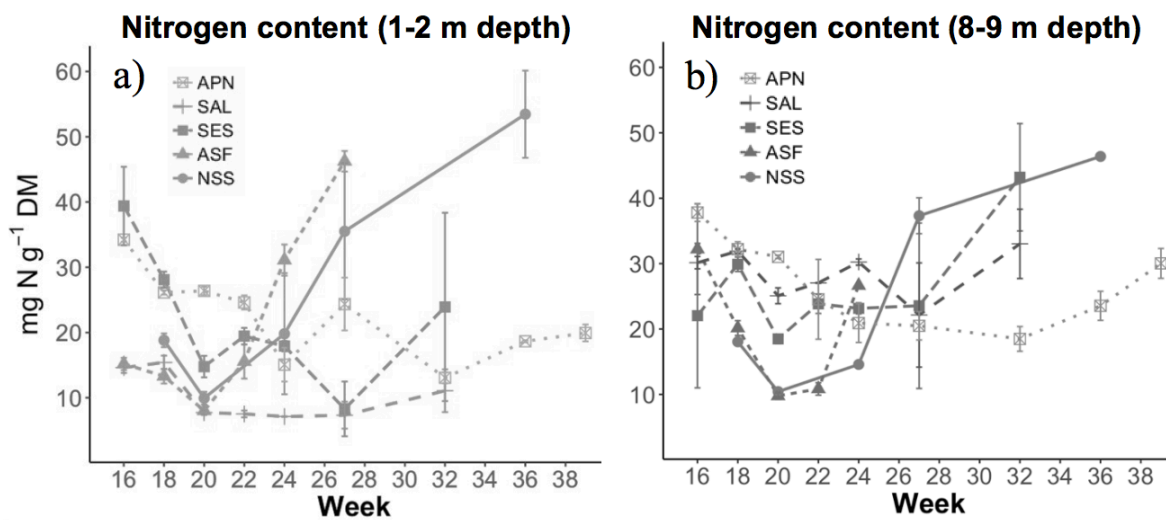 Nitrogen content (1-2 m depth)
Nitrogen content (8-9 m depth)
a)
APN
SAL
SES
ASF
NSS
mg N g⁻¹ DM
60
50
40
30
20
10
16 18 20 22 24 26 28 30 32 34 36 38
Week
b)
APN
SAL
SES
ASF
NSS
60
50
40
30
20
10
16 18 20 22 24 26 28 30 32 34 36 38
Week